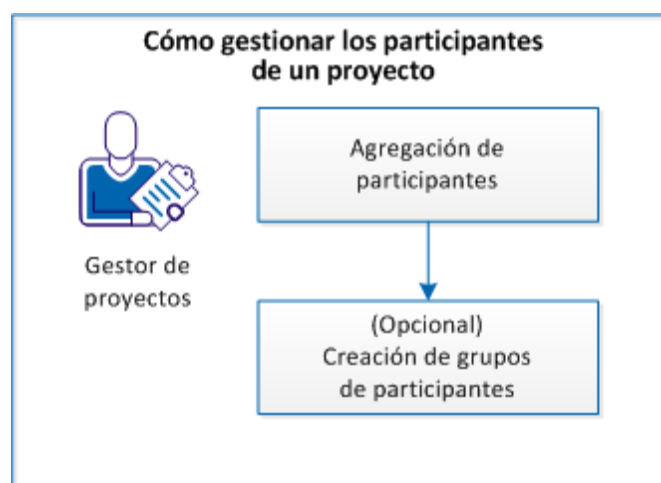 Cómo gestionar los participantes
de un proyecto
Agregación de
participantes
Gestor de
proyectos
(Opcional)
Creación de grupos
de participantes